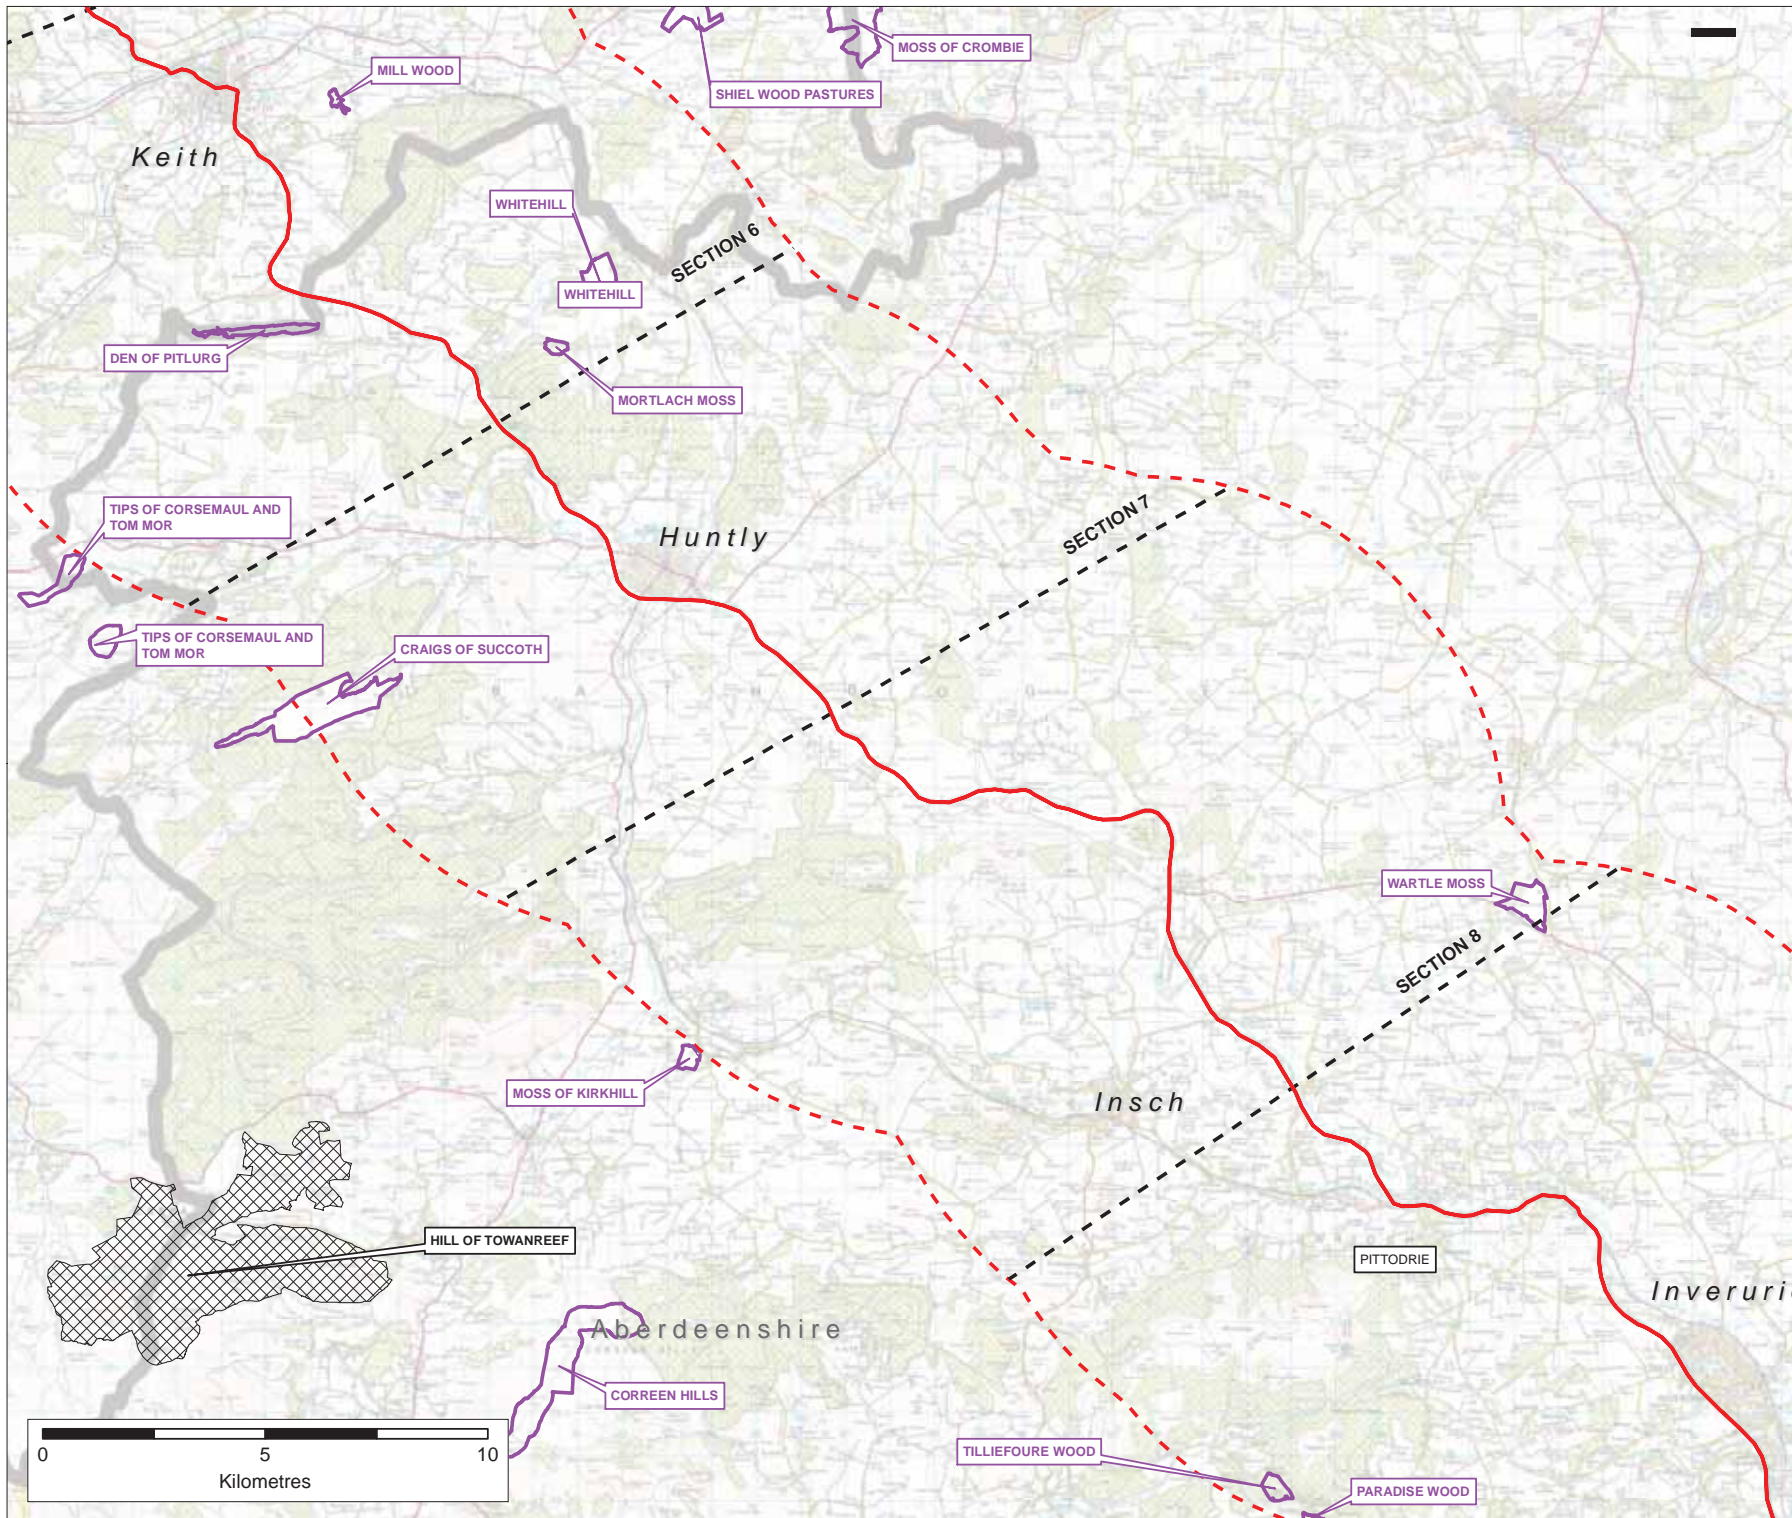 MOSS OF CROMBIE
MILL WOOD
SHIEL WOOD PASTURES
Keith
WHITEHILL
SECTION 6
WHITEHILL
DEN OF PITLURG
MORTLACH MOSS
TIPS OF CORSEMAUL AND
TOM MOR
SECTION 7
Huntly
TIPS OF CORSEMAUL AND
TOM MOR
CRAIGS OF SUCCOTH
WARTLE MOSS
SECTION 8
MOSS OF KIRKHILL
Insch
HILL OF TOWANREEF
PITTODRIE
Inveruri
Aberdeenshire
CORREEN HILLS
0 5 10
Kilometres
TILLIEFOURE WOOD
PARADISE WOOD